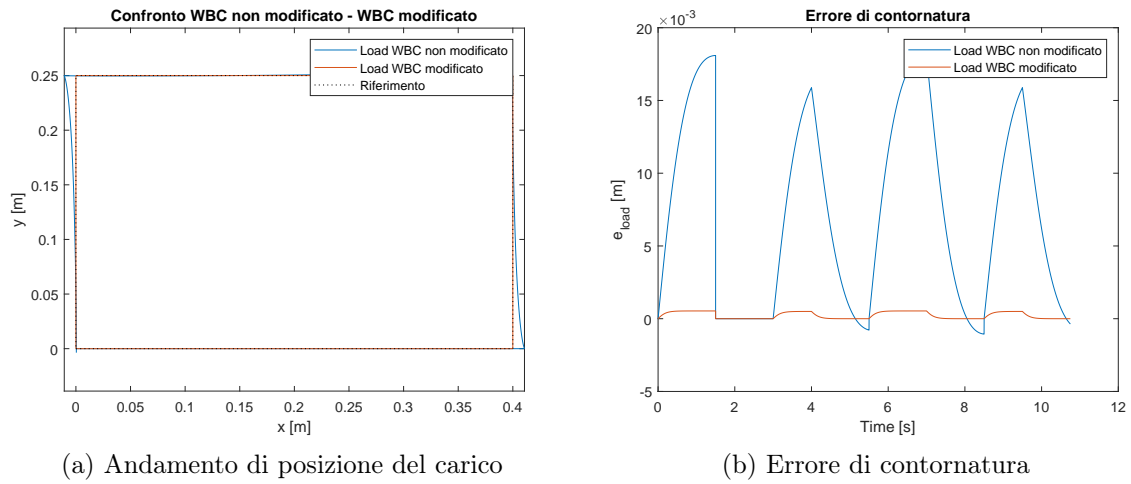 Confronto WBC non modificato - WBC modificato
Load WBC non modificato
Load WBC modificato
Riferimento
0.25
0.2
0.15
0.1
0.05
0
y [m]
0
0.05
0.1
0.15
0.2
0.25
0.3
0.35
0.4
x [m]
(a) Andamento di posizione del carico
Errore di contornatura
×10-3
Load WBC non modificato
Load WBC modificato
20
15
10
5
0
-5
eload [m]
0
2
4
6
8
10
12
Time [s]
(b) Errore di contornatura